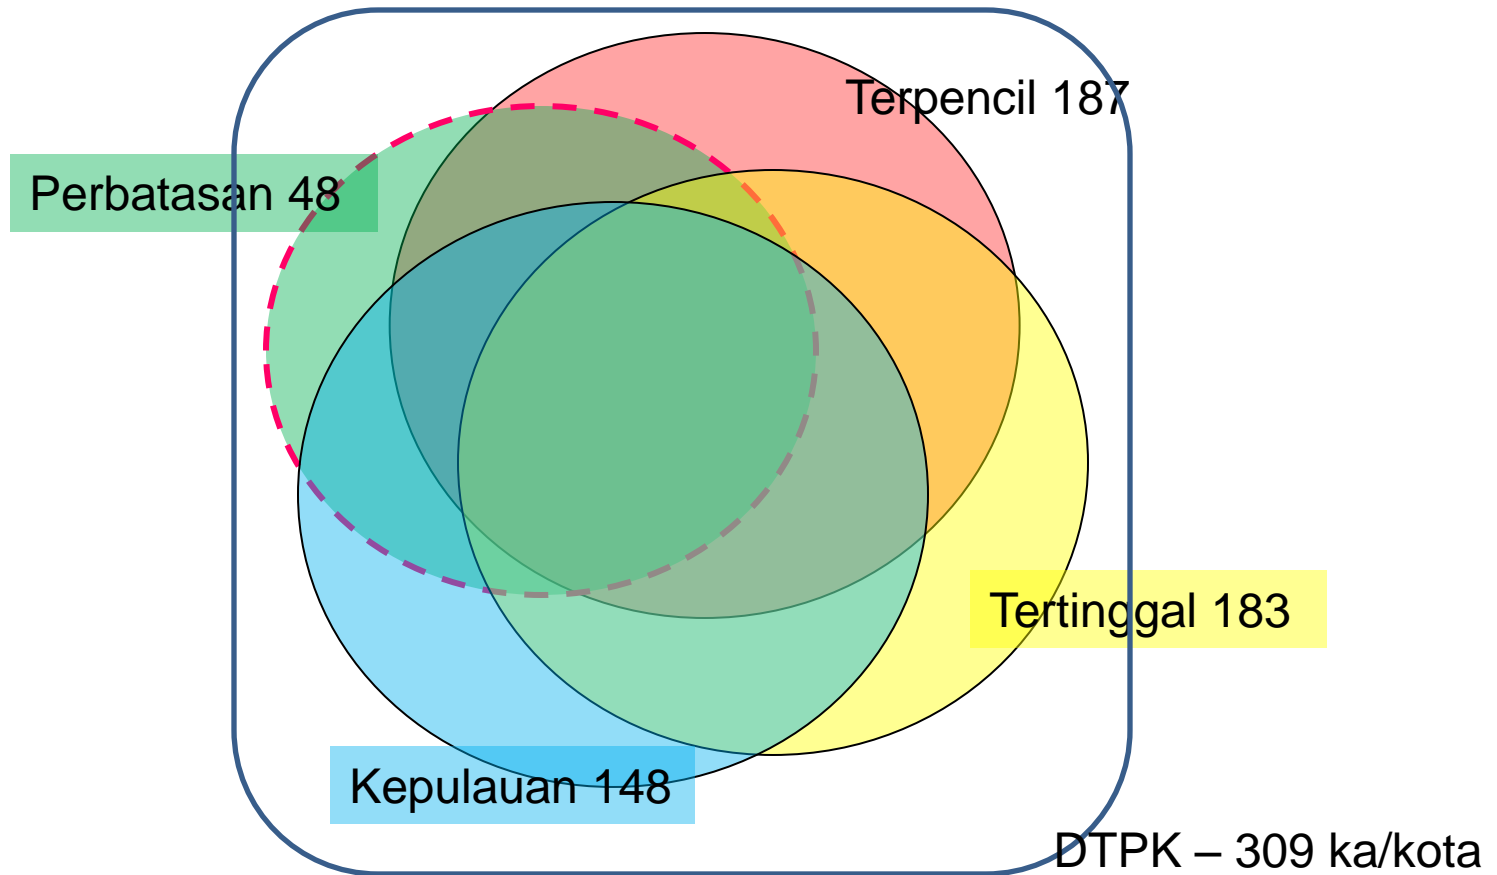 Terpencil 187
Perbatasan 48
Tertinggal 183
Kepulauan 148
DTPK – 309 ka/kota